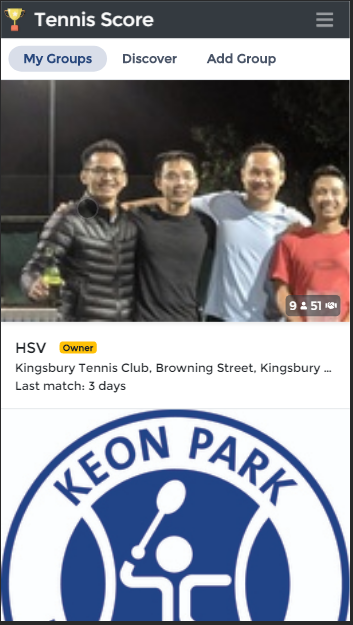 Tennis Score
My Groups Discover Add Group
9 51
HSV Owner
Kingsbury Tennis Club, Browning Street, Kingsbury ...
Last match: 3 days
KEON PARK